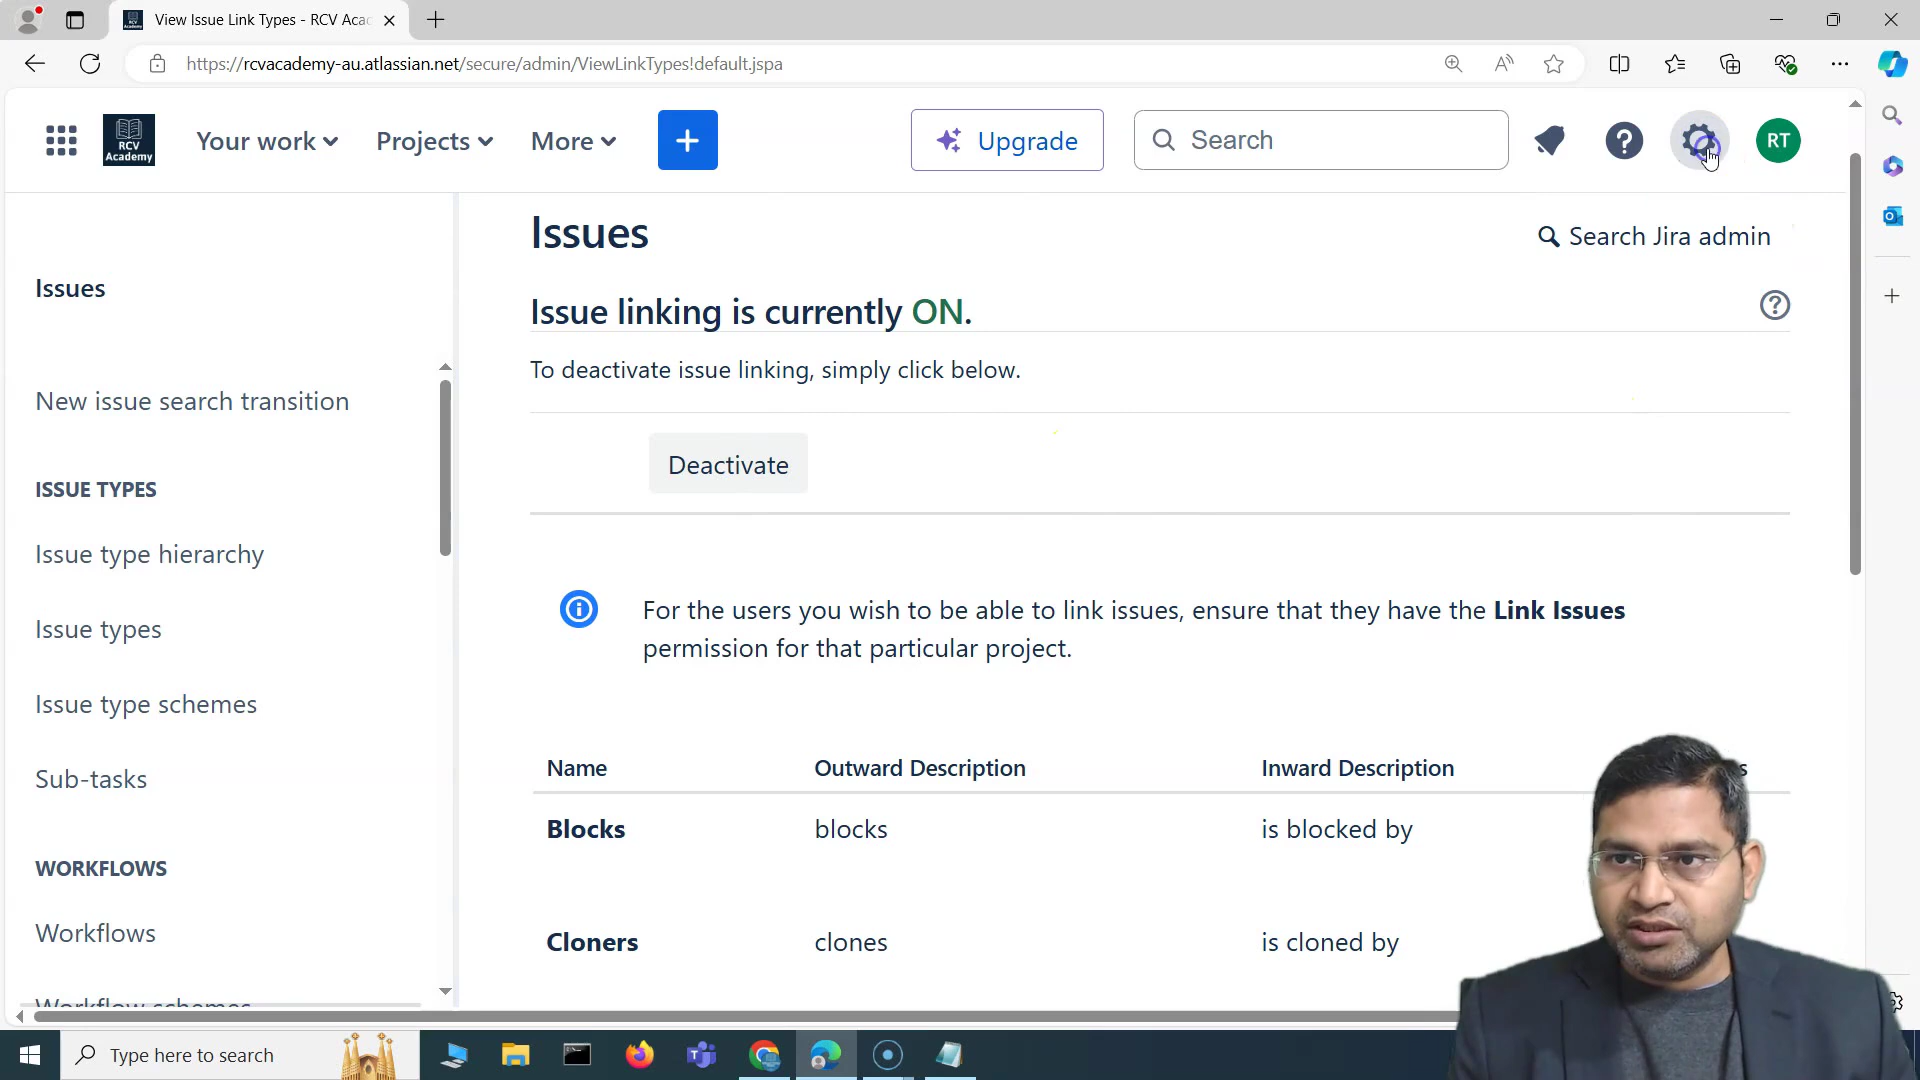 View Issue Link Types - RCV Aca
https://rcvacademy-au.atlassian.net/secure/admin/ViewLinkTypes!default.jspa
RCV
Academy
Your work
Projects
More
Upgrade
Search
RT
Issues
New issue search transition
ISSUE TYPES
Issue type hierarchy
Issue types
Issue type schemes
Sub-tasks
WORKFLOWS
Workflows
Workflow schemes
Issues
Search Jira admin
Issue linking is currently ON.
To deactivate issue linking, simply click below.
Deactivate
For the users you wish to be able to link issues, ensure that they have the Link Issues
permission for that particular project.
Name Outward Description Inward Description
Blocks blocks is blocked by
Cloners clones is cloned by
Type here to search